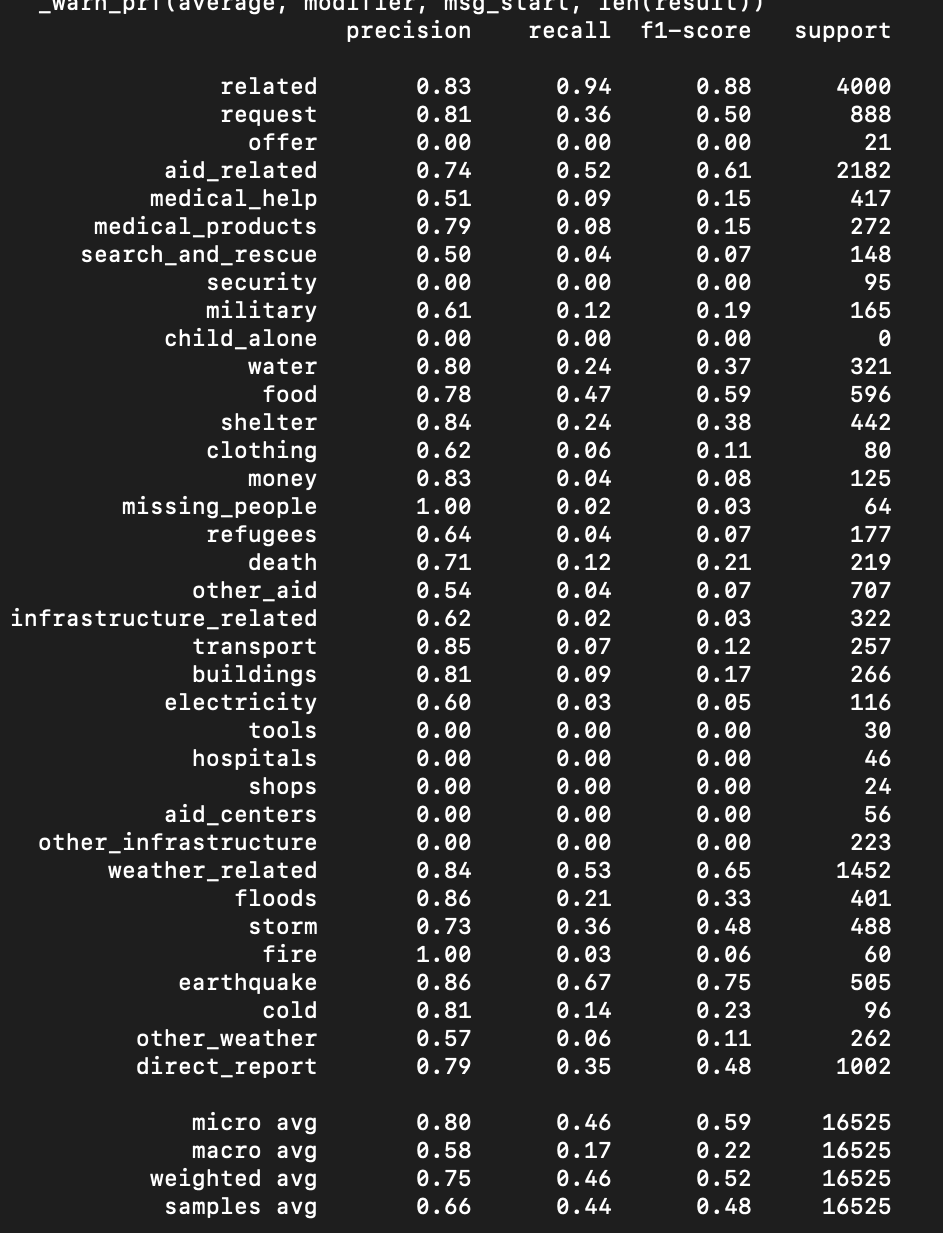 _warn_prf(average, modifier, msg_start, len(result))
precision recall f1-score support
related 0.83 0.94 0.88 4000
request 0.81 0.36 0.50 888
offer 0.00 0.00 0.00 21
aid_related 0.74 0.52 0.61 2182
medical_help 0.51 0.09 0.15 417
medical_products 0.79 0.08 0.15 272
search_and_rescue 0.50 0.04 0.07 148
security 0.00 0.00 0.00 95
military 0.61 0.12 0.19 165
child_alone 0.00 0.00 0.00 0
water 0.80 0.24 0.37 321
food 0.78 0.47 0.59 596
shelter 0.84 0.24 0.38 442
clothing 0.62 0.06 0.11 80
money 0.83 0.04 0.08 125
missing_people 1.00 0.02 0.03 64
refugees 0.64 0.04 0.07 177
death 0.71 0.12 0.21 219
other_aid 0.54 0.04 0.07 707
infrastructure_related 0.62 0.02 0.03 322
transport 0.85 0.07 0.12 257
buildings 0.81 0.09 0.17 266
electricity 0.60 0.03 0.05 116
tools 0.00 0.00 0.00 30
hospitals 0.00 0.00 0.00 46
shops 0.00 0.00 0.00 24
aid_centers 0.00 0.00 0.00 56
other_infrastructure 0.00 0.00 0.00 223
weather_related 0.84 0.53 0.65 1452
floods 0.86 0.21 0.33 401
storm 0.73 0.36 0.48 488
fire 1.00 0.03 0.06 60
earthquake 0.86 0.67 0.75 505
cold 0.81 0.14 0.23 96
other_weather 0.57 0.06 0.11 262
direct_report 0.79 0.35 0.48 1002
micro avg 0.80 0.46 0.59 16525
macro avg 0.58 0.17 0.22 16525
weighted avg 0.75 0.46 0.52 16525
samples avg 0.66 0.44 0.48 16525